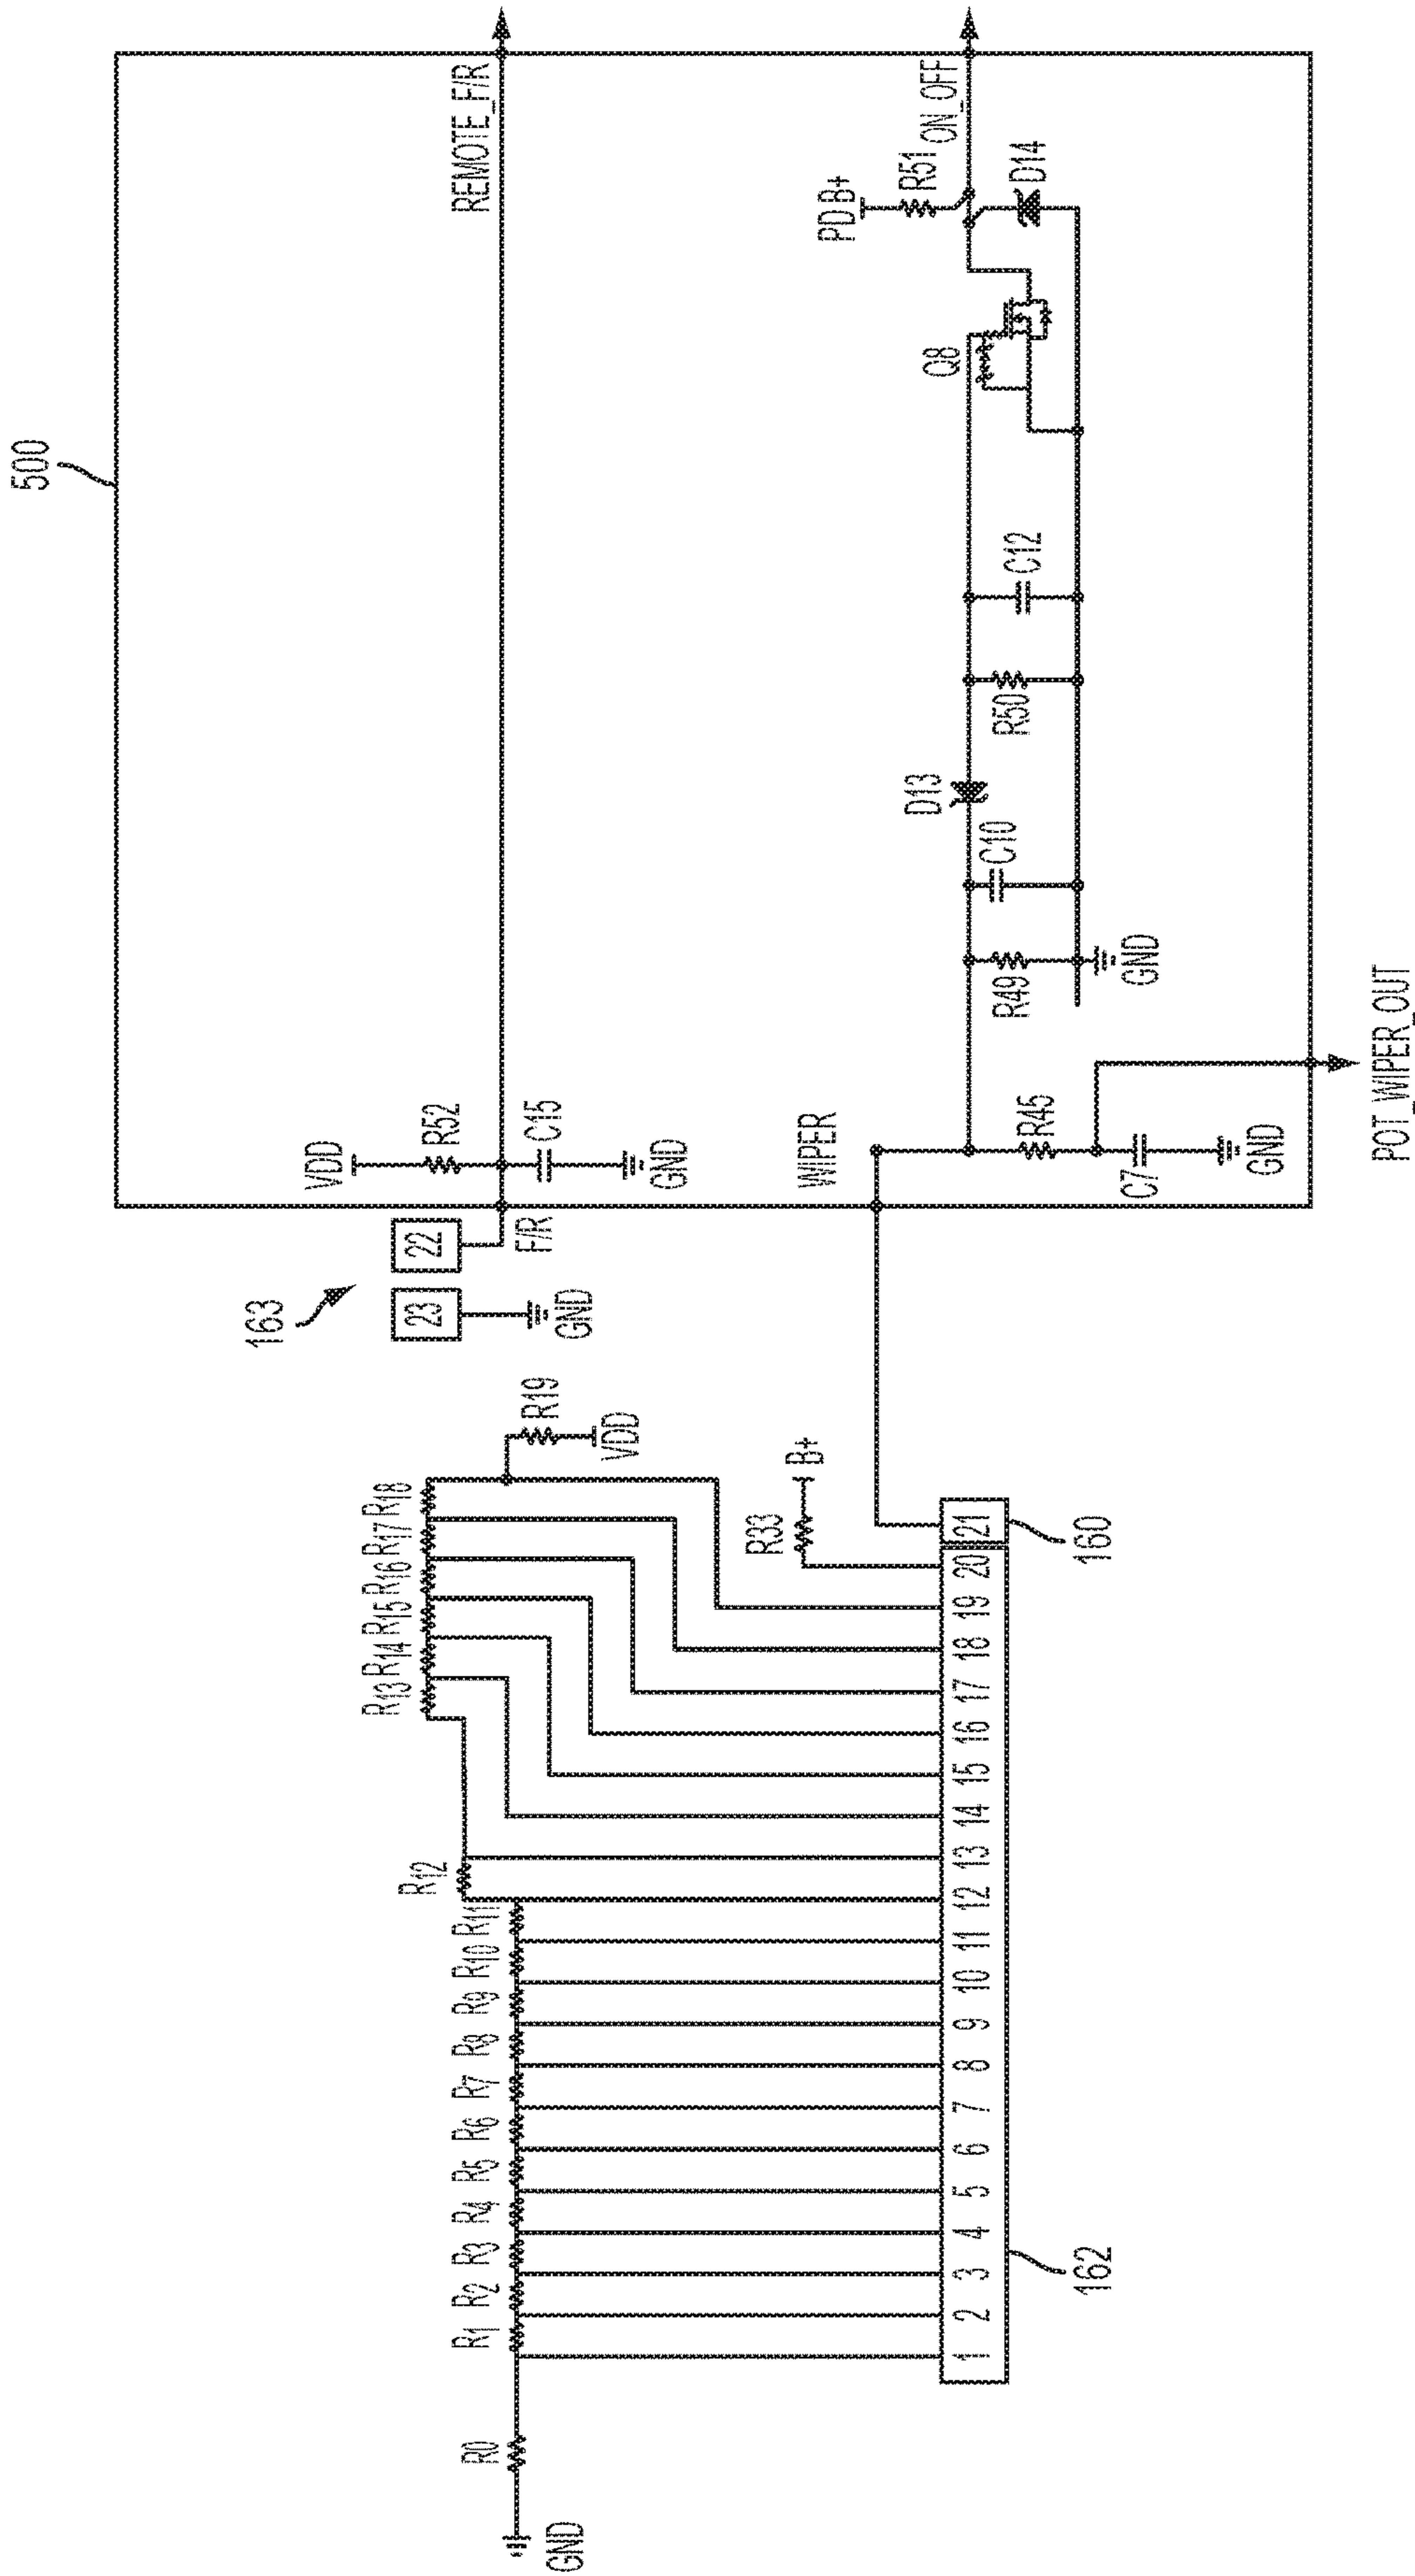 500
REMOTE_F/R
ON_OFF
PD B+
R51
D14
Q8
C12
R50
D13
C10
R49
GND
VDD
R52
C15
GND
WIPER
R45
C7
GND
POT_WIPER_OUT
163
22
23
F/R
GND
R19
VDD
R13 R14 R15 R16 R17 R18
R33
B+
R12
R0
R1 R2 R3 R4 R5 R6 R7 R8 R9 R10 R11
GND
1 2 3 4 5 6 7 8 9 10 11 12 13 14 15 16 17 18 19 20 21
162
160